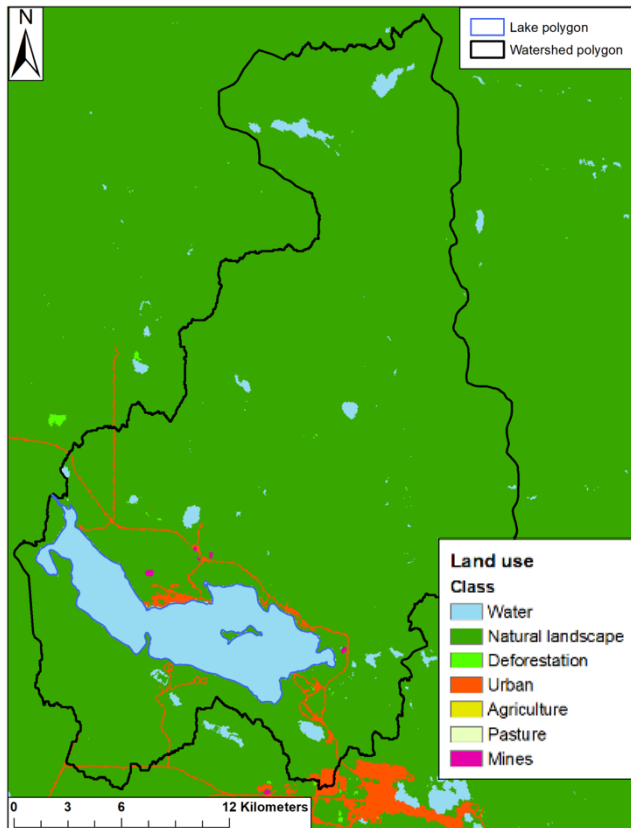 N
Lake polygon
Watershed polygon
Land use
Class
Water
Natural landscape
Deforestation
Urban
Agriculture
Pasture
Mines
0 3 6 12 Kilometers